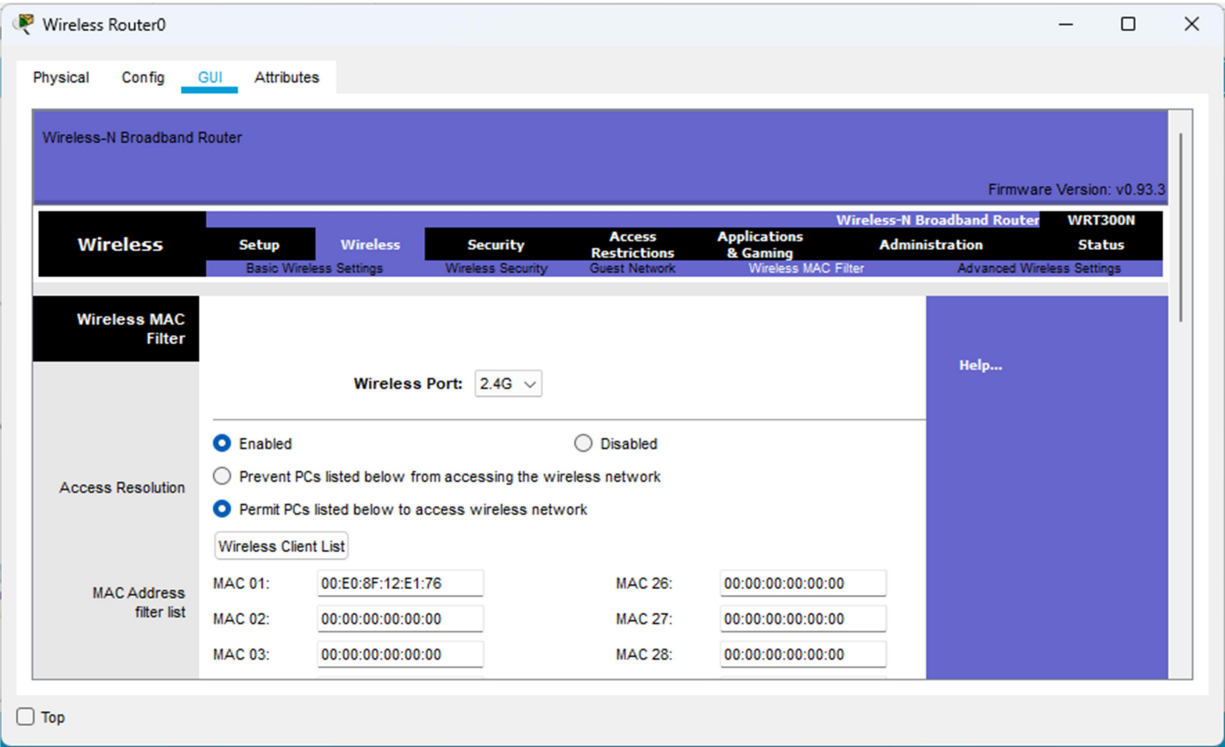 Wireless Router0
Physical Config GUI Attributes
Wireless-N Broadband Router
Firmware Version: v0.93.3
Wireless-N Broadband Router WRT300N
Wireless
Setup Wireless Security Access Restrictions Applications & Gaming Administration Status
Basic Wireless Settings Wireless Security Guest Network Wireless MAC Filter Advanced Wireless Settings
Wireless MAC
Filter
Help...
Wireless Port: 2.4G
Enabled Disabled
Prevent PCs listed below from accessing the wireless network
Access Resolution
Permit PCs listed below to access wireless network
Wireless Client List
MAC Address
filter list
MAC 01: 00:E0:8F:12:E1:76 MAC 26: 00:00:00:00:00:00
MAC 02: 00:00:00:00:00:00 MAC 27: 00:00:00:00:00:00
MAC 03: 00:00:00:00:00:00 MAC 28: 00:00:00:00:00:00
Top